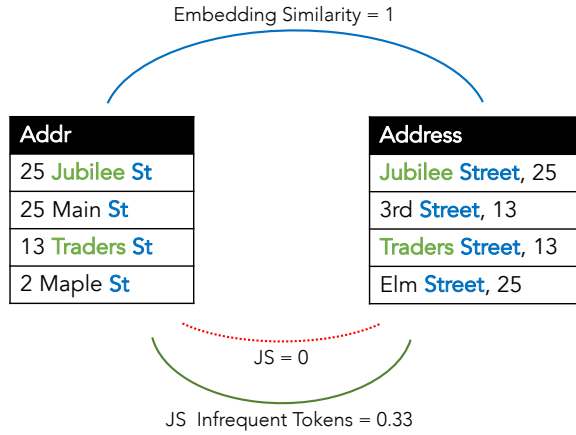 Embedding Similarity = 1
Addr
25 Jubilee St
25 Main St
13 Traders St
2 Maple St
Address
Jubilee Street, 25
3rd Street, 13
Traders Street, 13
Elm Street, 25
JS = 0
JS Infrequent Tokens = 0.33